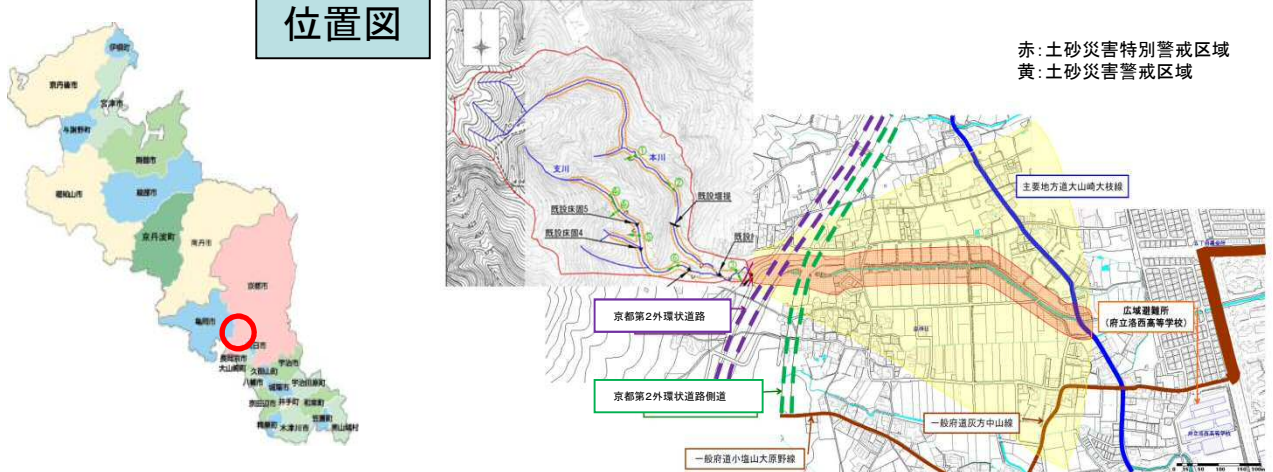 位置図
赤：土砂災害特別警戒区域
黄：土砂災害警戒区域
伊根町
京丹後市
宮津市
与謝野町
舞鶴市
綾部市
福知山市
京丹波町
南丹市
京都市
亀岡市
向日市
長岡京市
大山崎町
宇治市
久御山町
八幡市
城陽市
宇治田原町
京田辺市
井手町
和束町
笠置町
精華町
木津川市
南山城村
本川
支川
既設堰堤
既設床固5
既設床固4
主要地方道大山崎大枝線
京都第2外環状道路
広域避難所
(府立洛西高等学校)
京都第2外環状道路側道
一般府道灰方中山線
一般府道小塩山大原野線
府立洛西高等学校